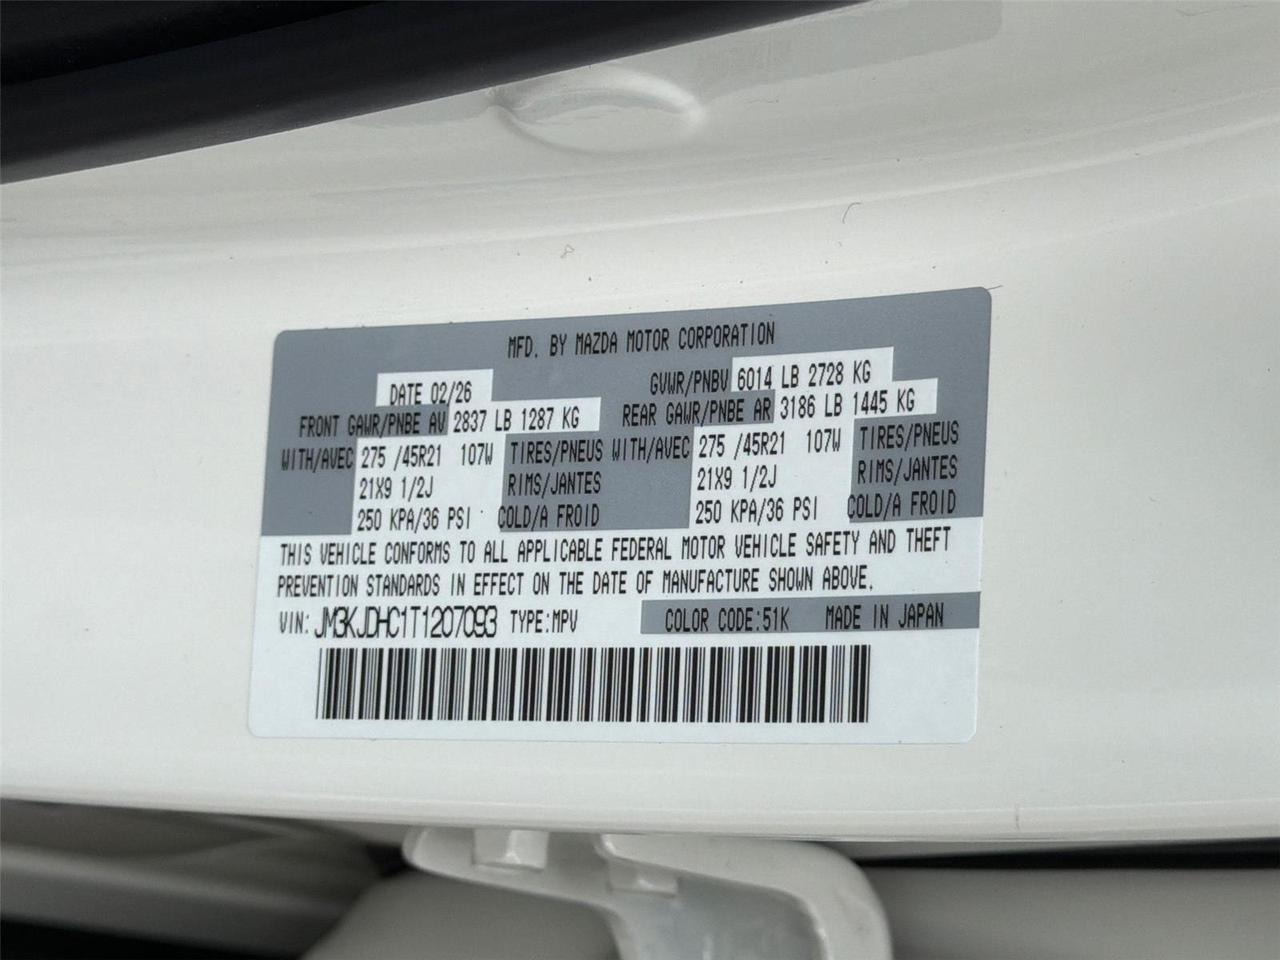 MFD. BY MAZDA MOTOR CORPORATION
DATE 02/26 GVWR/PNBV 6014 LB 2728 KG
FRONT GAWR/PNBE AV 2837 LB 1287 KG REAR GAWR/PNBE AR 3186 LB 1445 KG
WITH/AVEC 275 /45R21 107W TIRES/PNEUS WITH/AVEC 275 /45R21 107W TIRES/PNEUS
21X9 1/2J RIMS/JANTES 21X9 1/2J RIMS/JANTES
250 KPA/36 PSI COLD/A FROID 250 KPA/36 PSI COLD/A FROID
THIS VEHICLE CONFORMS TO ALL APPLICABLE FEDERAL MOTOR VEHICLE SAFETY AND THEFT
PREVENTION STANDARDS IN EFFECT ON THE DATE OF MANUFACTURE SHOWN ABOVE.
VIN: JM3KJDHC1T1207093 TYPE:MPV COLOR CODE:51K MADE IN JAPAN